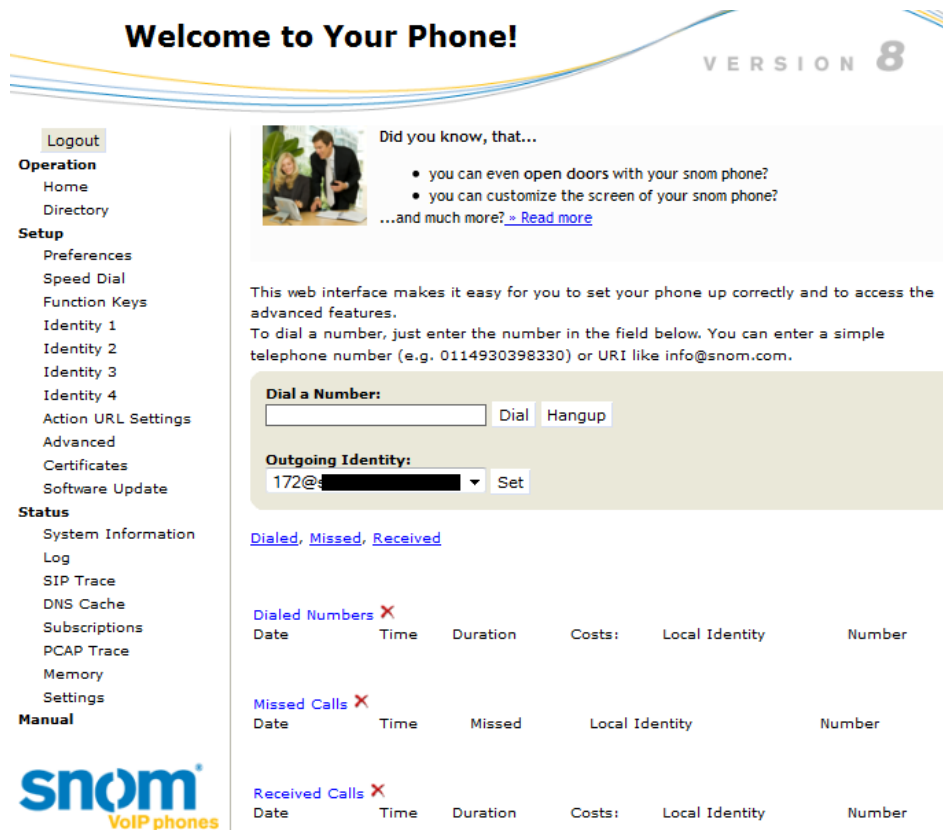 Welcome to Your Phone!
VERSION 8
Logout
Operation
Home
Directory
Setup
Preferences
Speed Dial
Function Keys
Identity 1
Identity 2
Identity 3
Identity 4
Action URL Settings
Advanced
Certificates
Software Update
Status
System Information
Log
SIP Trace
DNS Cache
Subscriptions
PCAP Trace
Memory
Settings
Manual
snom
VoIP phones
Did you know, that...
• you can even open doors with your snom phone?
• you can customize the screen of your snom phone?
...and much more? » Read more
This web interface makes it easy for you to set your phone up correctly and to access the
advanced features.
To dial a number, just enter the number in the field below. You can enter a simple
telephone number (e.g. 0114930398330) or URI like info@snom.com.
Dial a Number:
Dial Hangup
Outgoing Identity:
172@s Set
Dialed, Missed, Received
Dialed Numbers
Date Time Duration Costs: Local Identity Number
Missed Calls
Date Time Missed Local Identity Number
Received Calls
Date Time Duration Costs: Local Identity Number